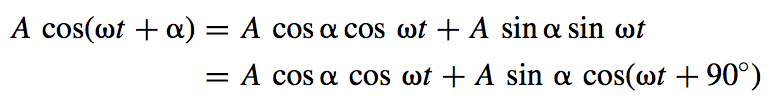 A cos(ωt + α) = A cos α cos ωt + A sin α sin ωt
= A cos α cos ωt + A sin α cos(ωt + 90°)